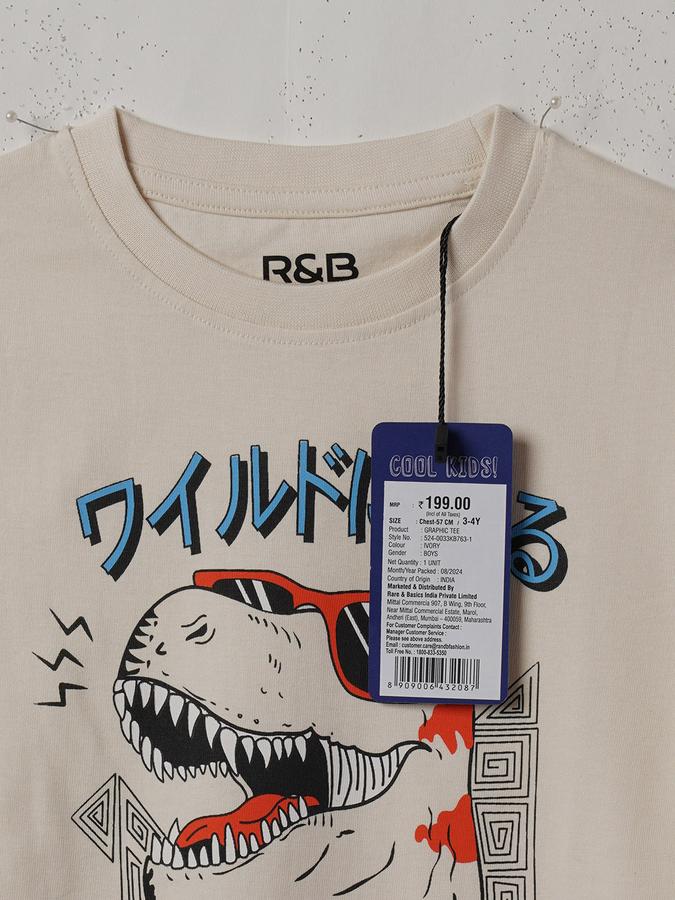 R&B
ワイルドに
る
COOL KIDS!
MRP : ₹ 199.00
(Incl of All Taxes)
SIZE : Chest-57 CM / 3-4Y
Product : GRAPHIC TEE
Style No. : 524-0033KB763-1
Colour : IVORY
Gender : BOYS
Net Quantity : 1 UNIT
Month/Year Packed : 08/2024
Country of Origin : INDIA
Marketed & Distributed By
Rare & Basics India Private Limited
Mittal Commercia 907, B Wing, 9th Floor,
Near Mittal Commercial Estate, Marol,
Andheri (East), Mumbai - 400059, Maharashtra
For Customer Complaints Contact :
Manager Customer Service :
Please see above address.
Email : customer.care@randbfashion.in
Toll Free No. : 1800-833-5350
8 909006 432087